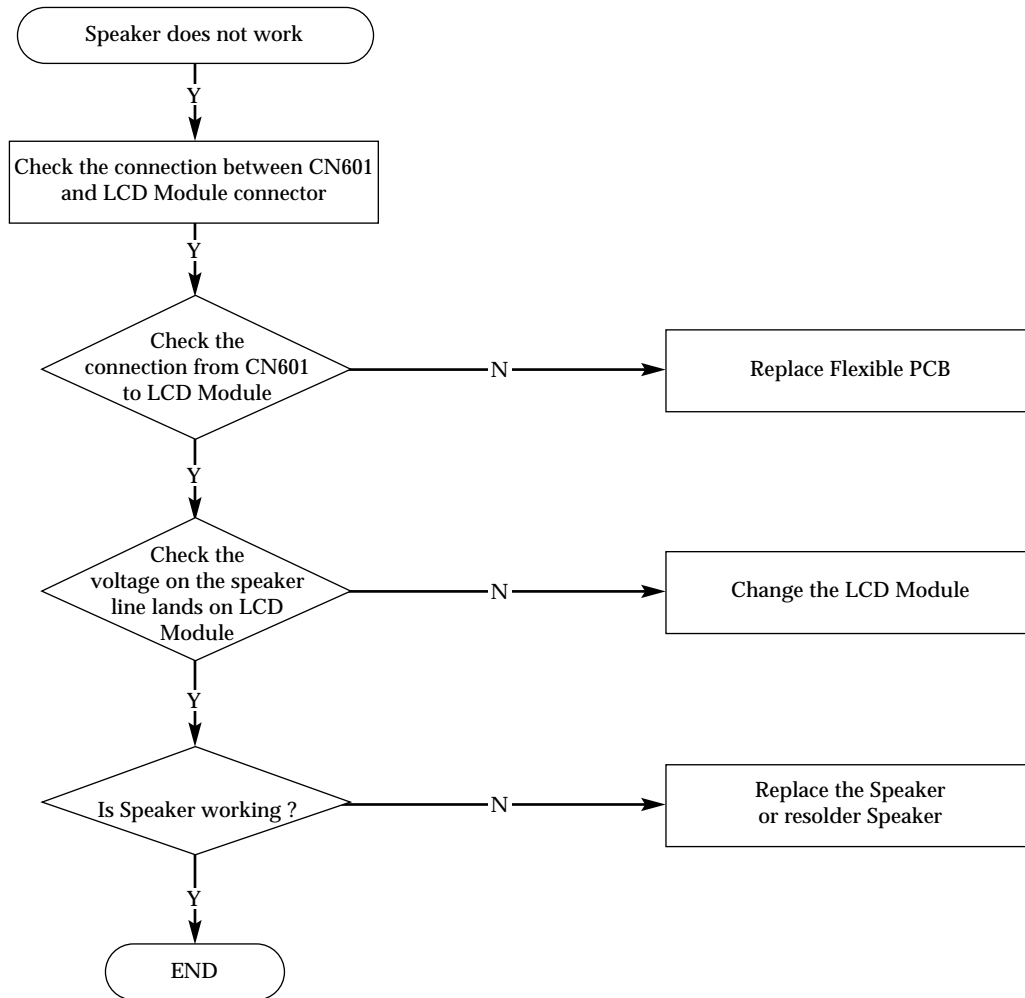 Speaker does not work
Y
Check the connection between CN601
and LCD Module connector
Y
Check the
connection from CN601
to LCD Module
N
Replace Flexible PCB
Y
Check the
voltage on the speaker
line lands on LCD
Module
N
Change the LCD Module
Y
Is Speaker working ?
N
Replace the Speaker
or resolder Speaker
Y
END